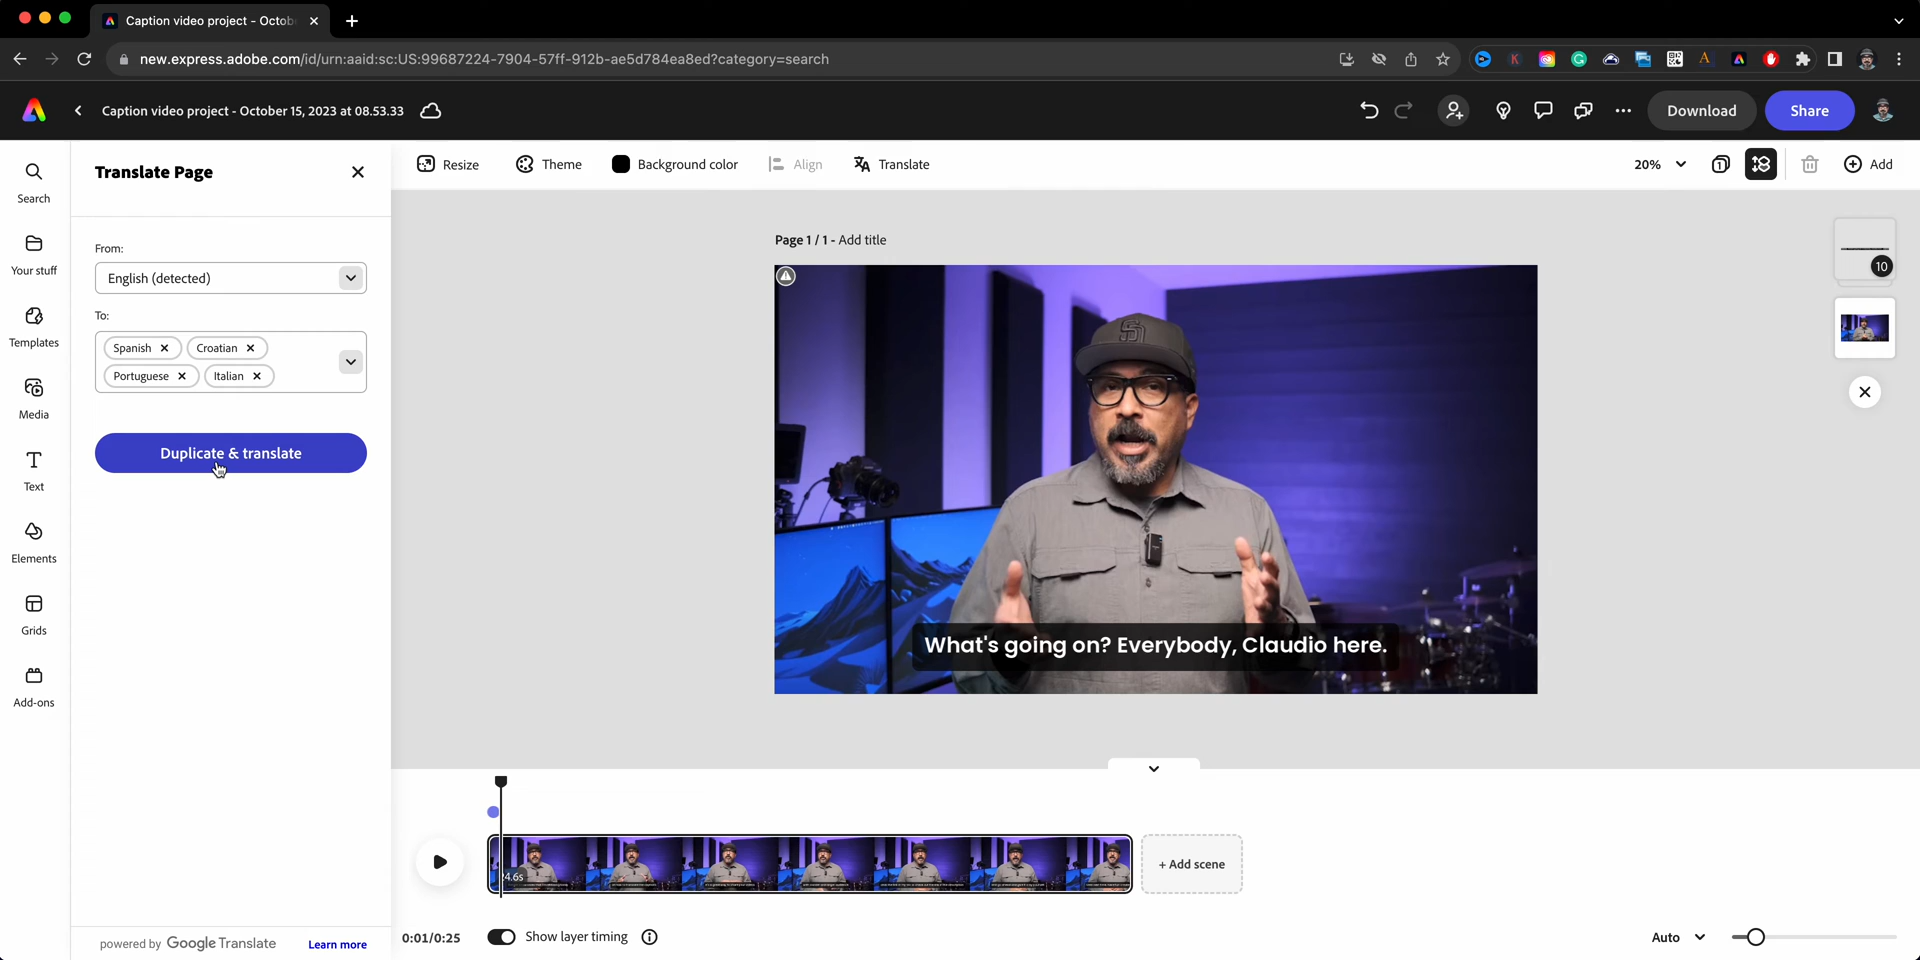 Caption video project - Octob
new.express.adobe.com/id/urn:aaid:sc:US:99687224-7904-57ff-912b-ae5d784ea8ed?category=search
Caption video project - October 15, 2023 at 08.53.33
Download
Share
Search
Your stuff
Templates
Media
Text
Elements
Grids
Add-ons
Translate Page
From:
English (detected)
To:
Spanish
Croatian
Portuguese
Italian
Duplicate & translate
powered by Google Translate
Learn more
Resize
Theme
Background color
Align
Translate
20%
1
Add
Page 1 / 1 - Add title
10
What's going on? Everybody, Claudio here.
4.6s
+ Add scene
0:01/0:25
Show layer timing
Auto